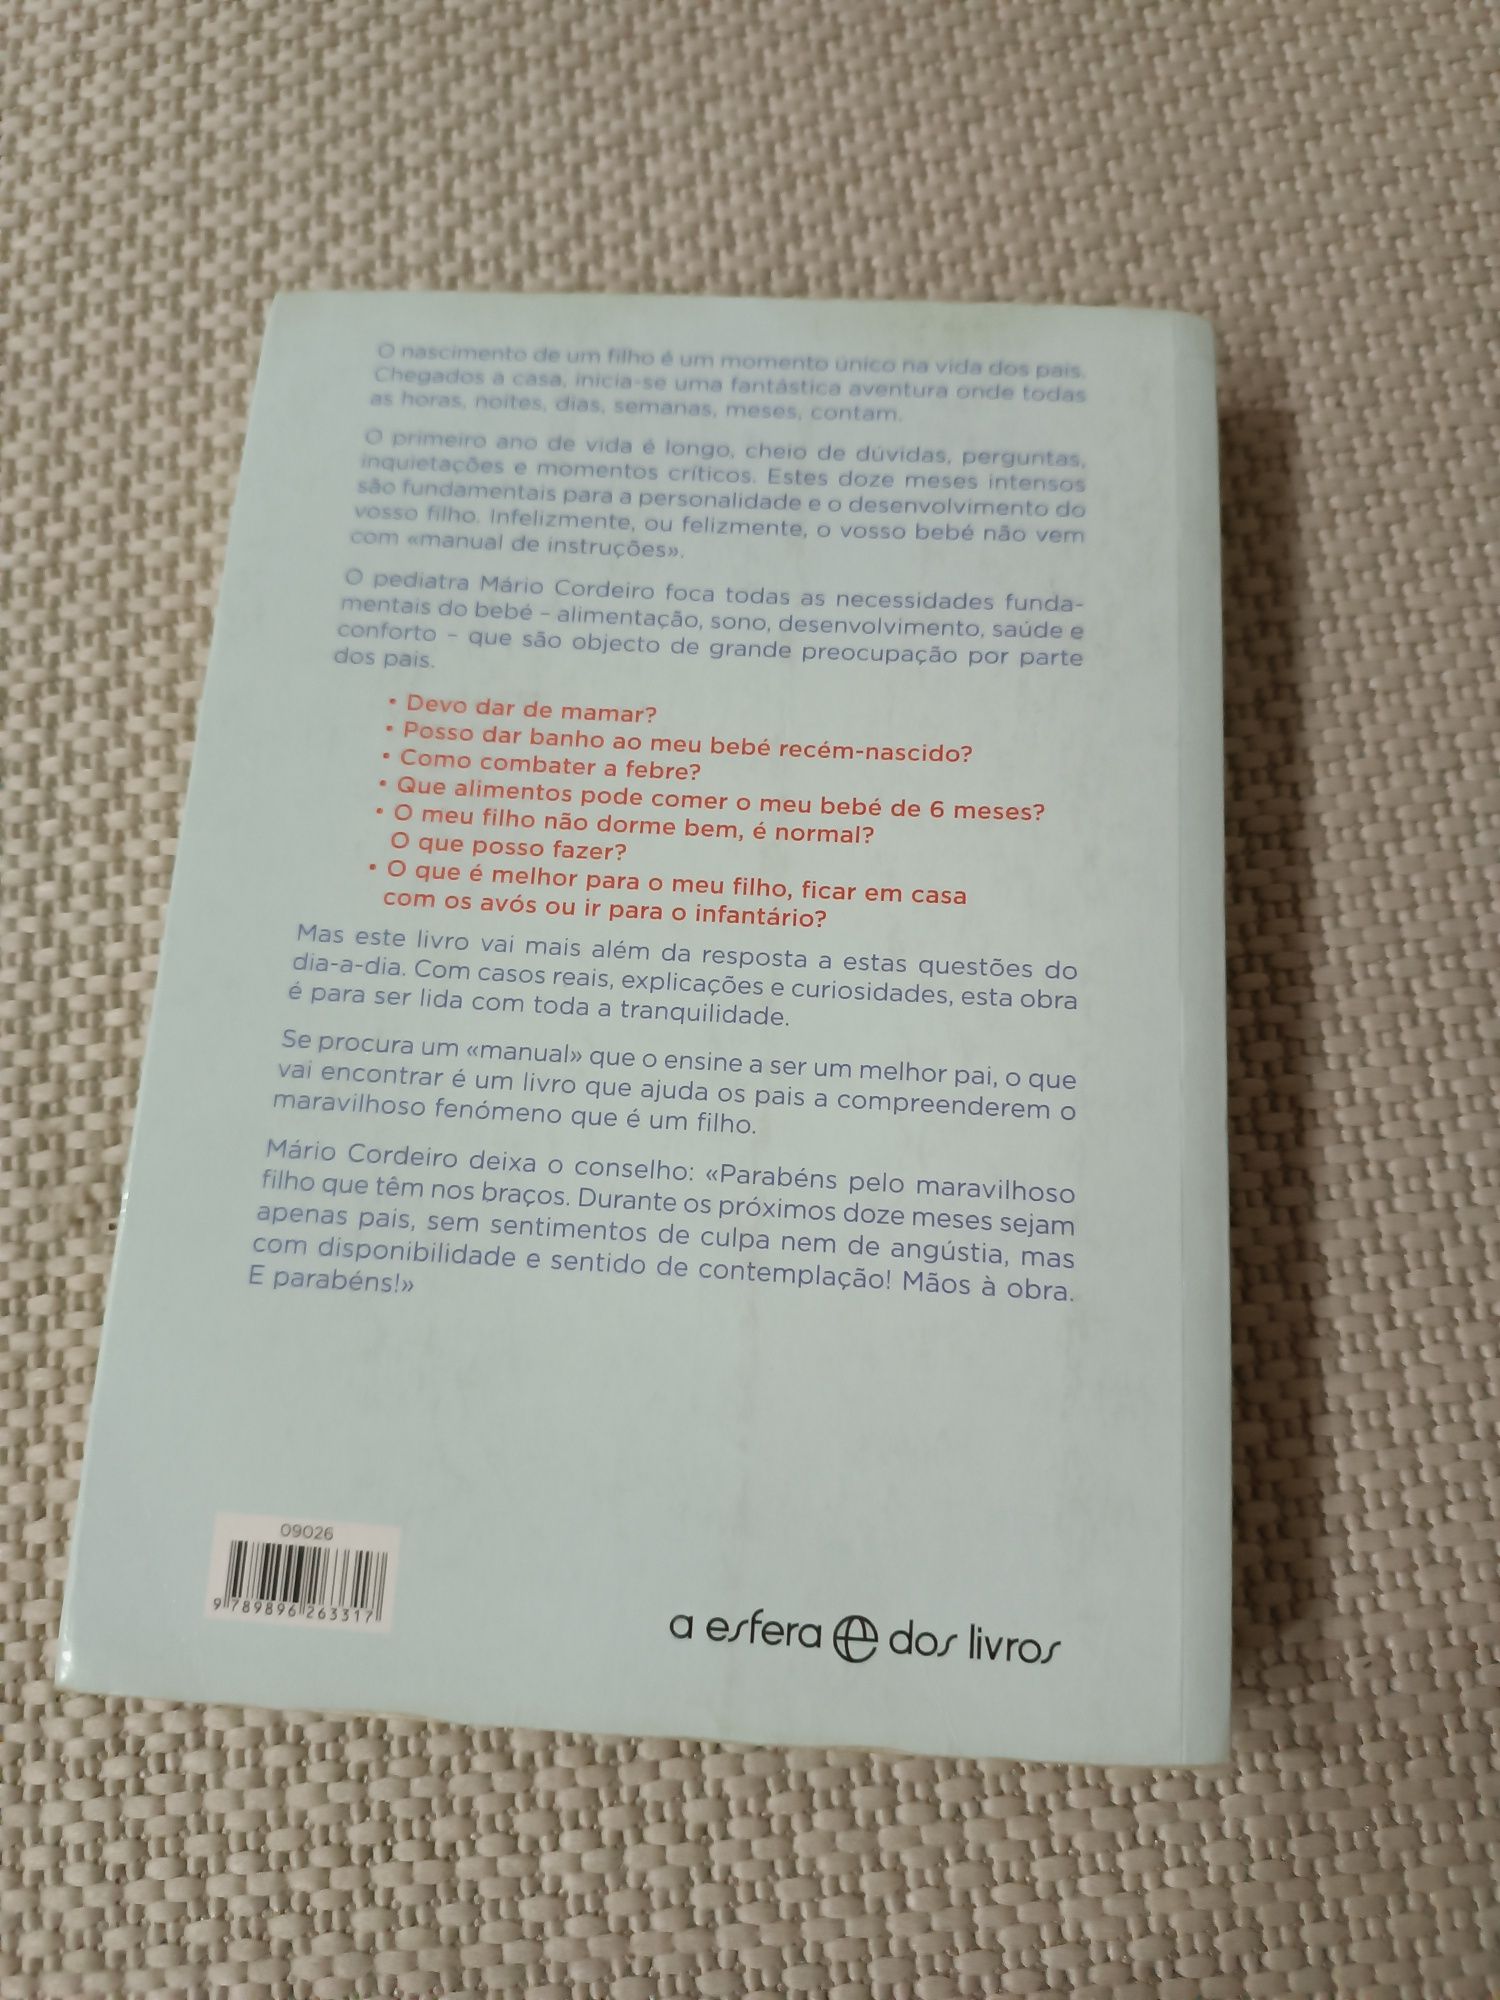 O nascimento de um filho é um momento único na vida dos pais.
Chegados a casa, inicia-se uma fantástica aventura onde todas
as horas, noites, dias, semanas, meses, contam.
O primeiro ano de vida é longo, cheio de dúvidas, perguntas,
inquietações e momentos críticos. Estes doze meses intensos
são fundamentais para a personalidade e o desenvolvimento do
vosso filho. Infelizmente, ou felizmente, o vosso bebé não vem
com «manual de instruções».
O pediatra Mário Cordeiro foca todas as necessidades funda-
mentais do bebé – alimentação, sono, desenvolvimento, saúde e
conforto – que são objecto de grande preocupação por parte
dos pais.
• Devo dar de mamar?
• Posso dar banho ao meu bebé recém-nascido?
• Como combater a febre?
• Que alimentos pode comer o meu bebé de 6 meses?
• O meu filho não dorme bem, é normal?
O que posso fazer?
• O que é melhor para o meu filho, ficar em casa
com os avós ou ir para o infantário?
Mas este livro vai mais além da resposta a estas questões do
dia-a-dia. Com casos reais, explicações e curiosidades, esta obra
é para ser lida com toda a tranquilidade.
Se procura um «manual» que o ensine a ser um melhor pai, o que
vai encontrar é um livro que ajuda os pais a compreenderem o
maravilhoso fenómeno que é um filho.
Mário Cordeiro deixa o conselho: «Parabéns pelo maravilhoso
filho que têm nos braços. Durante os próximos doze meses sejam
apenas pais, sem sentimentos de culpa nem de angústia, mas
com disponibilidade e sentido de contemplação! Mãos à obra.
E parabéns!»
09026
9 789896 263317
a esfera e dos livros